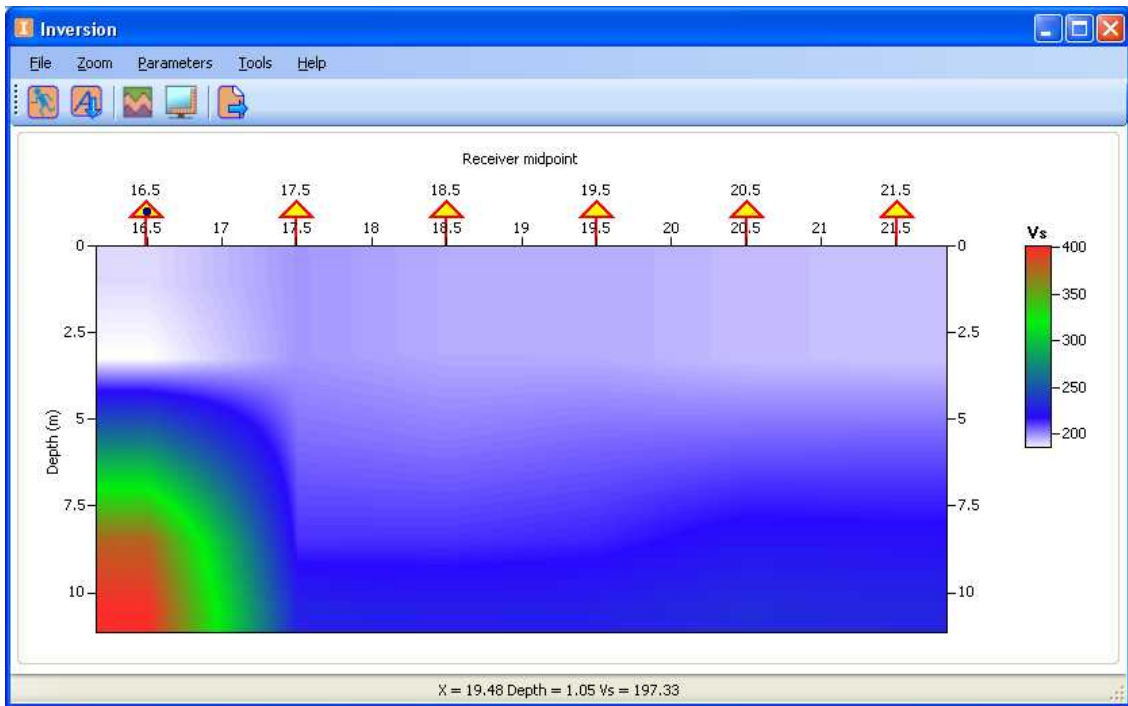 Inversion
File Zoom Parameters Tools Help
Receiver midpoint
16.5 17.5 18.5 19.5 20.5 21.5
16.5 17 17.5 18 18.5 19 19.5 20 20.5 21 21.5
Vs
0 0 400
350
2.5 2.5
300
250
5 5
200
Depth (m)
7.5 7.5
10 10
X = 19.48 Depth = 1.05 Vs = 197.33